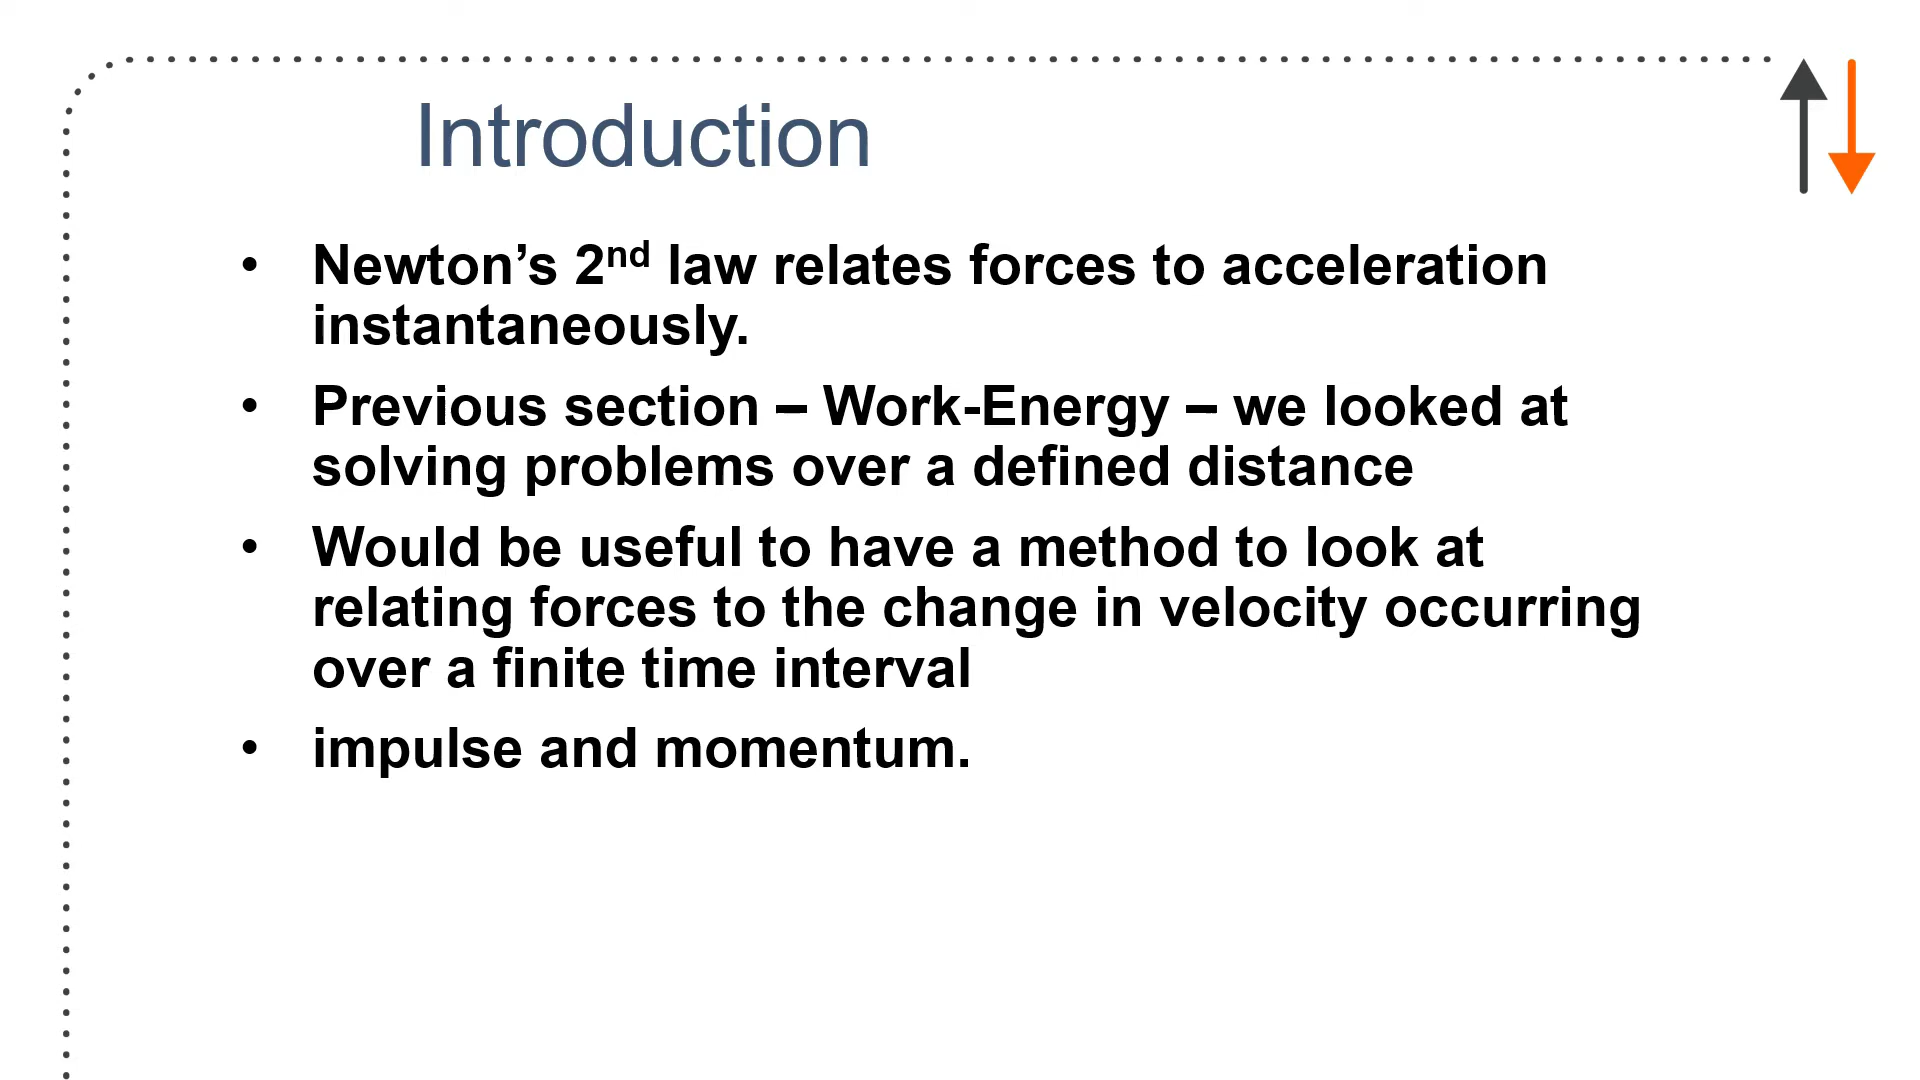 Introduction
• Newton’s 2nd law relates forces to acceleration
instantaneously.
• Previous section – Work-Energy – we looked at
solving problems over a defined distance
• Would be useful to have a method to look at
relating forces to the change in velocity occurring
over a finite time interval
• impulse and momentum.